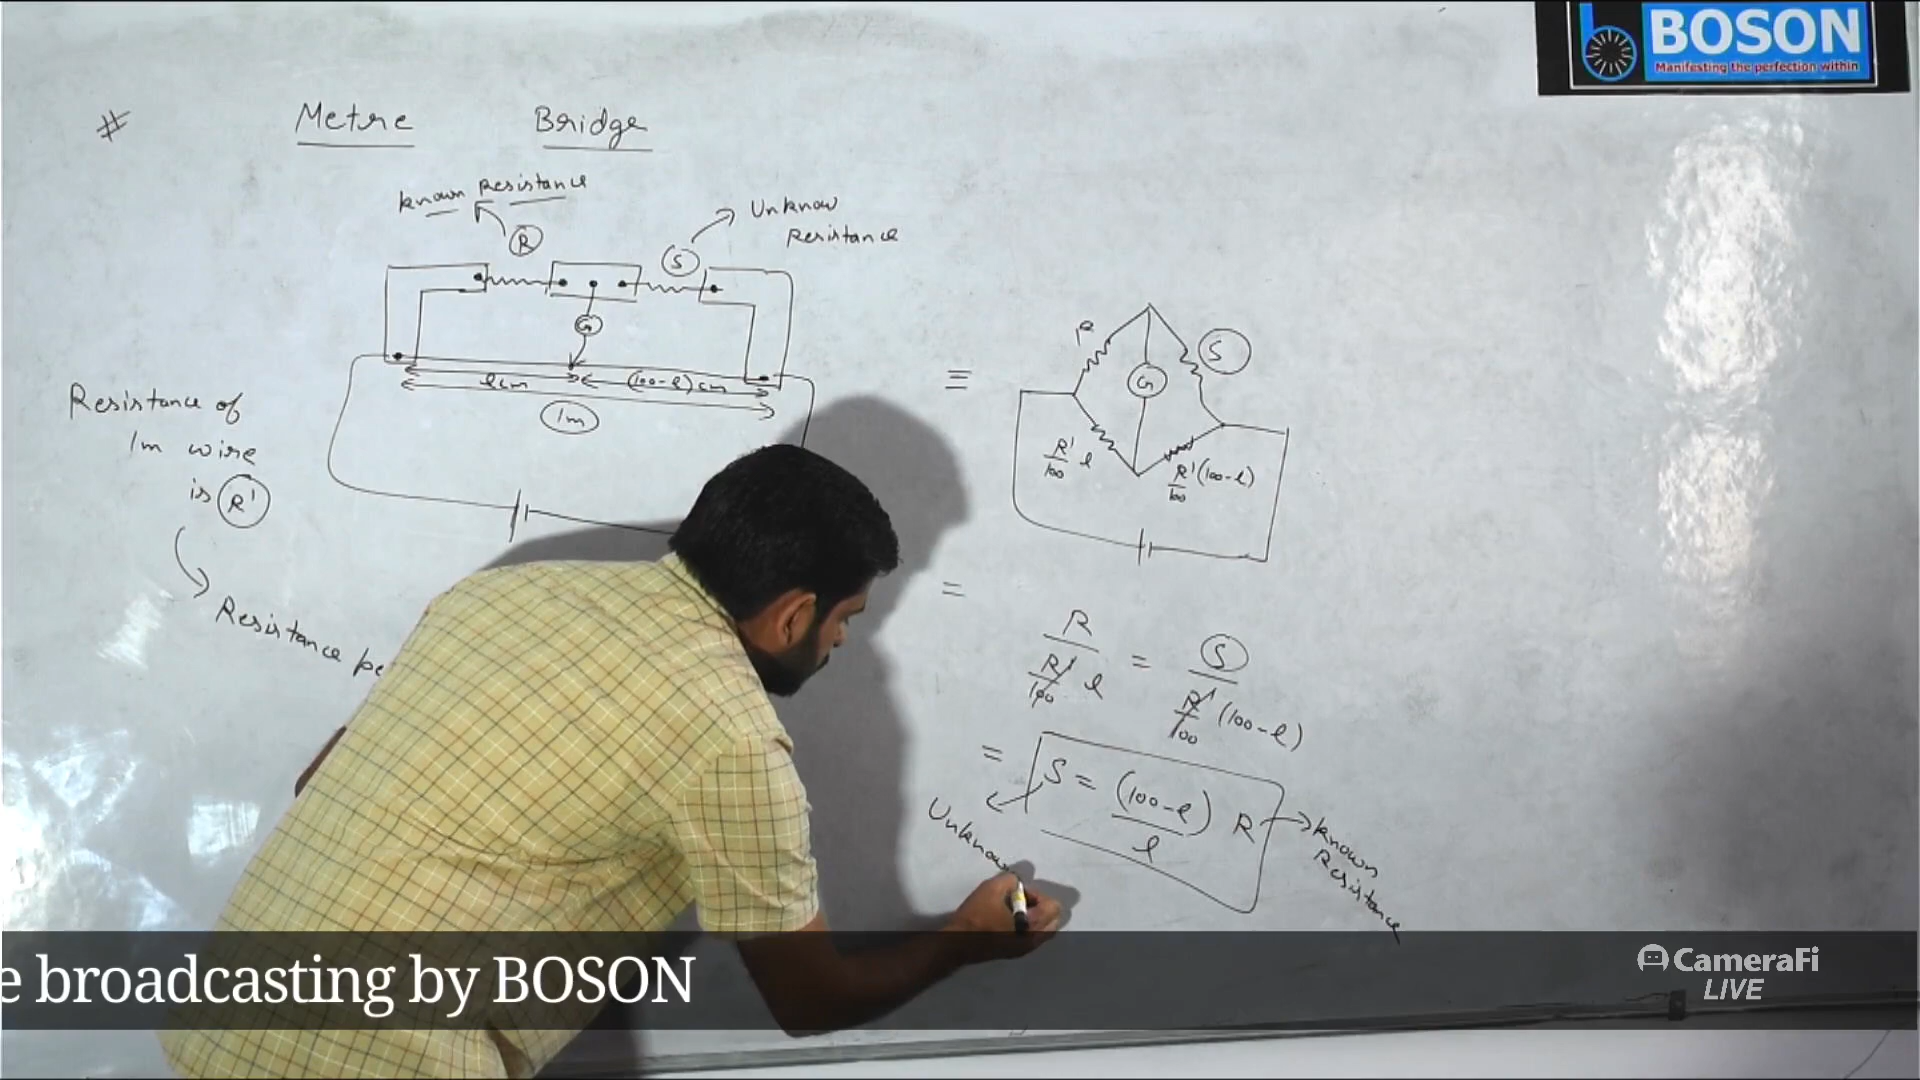 BOSON
Manifesting the perfection within
# Metre Bridge
known Resistance
Unknow
Resistance
R
S
G
l cm
(100-l) cm
1m
Resistance of
1m wire
is R'
Resistance pe
≡
R
S
G
R'/100 l
R'/100 (100-l)
= R / (R'/100 l) = S / (R'/100 (100-l))
= S = (100-l / l) R
Unknow
known
Resistance
e broadcasting by BOSON
CameraFi
LIVE